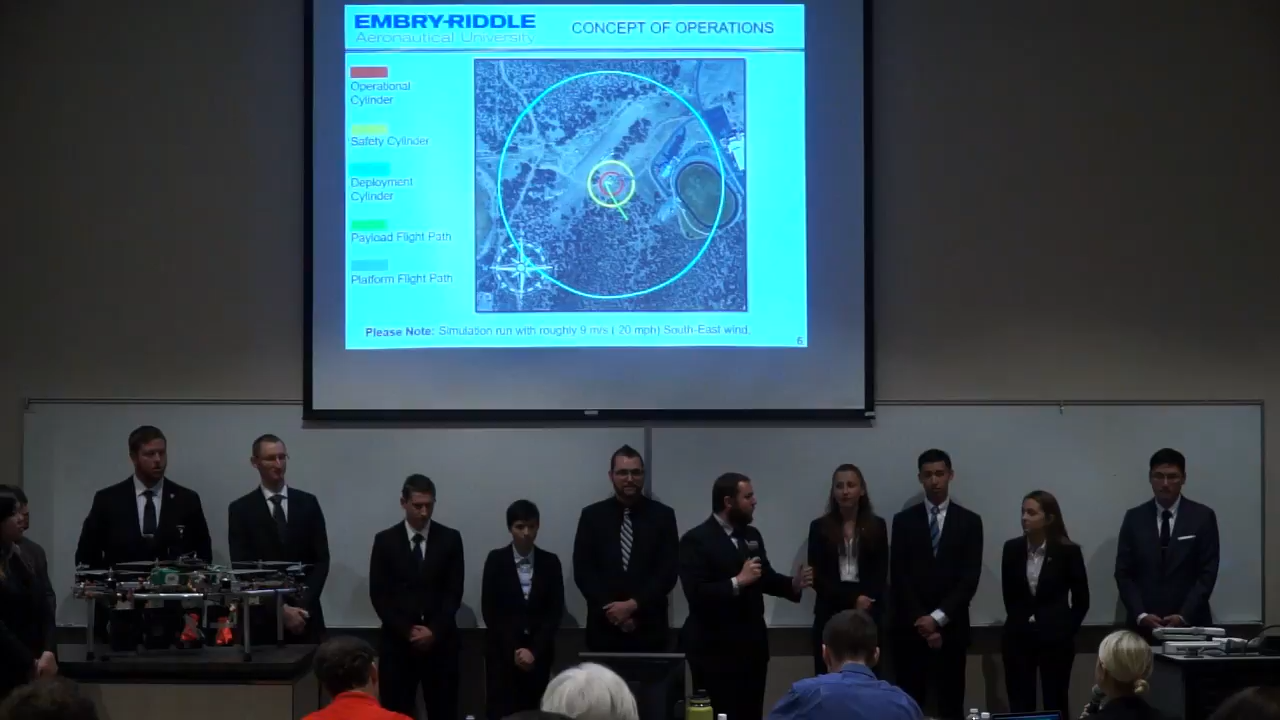 EMBRY-RIDDLE
Aeronautical University
CONCEPT OF OPERATIONS
Operational
Cylinder
Safety Cylinder
Deployment
Cylinder
Payload Flight Path
Platform Flight Path
Please Note: Simulation run with roughly 9 m/s ( 20 mph) South-East wind.
6